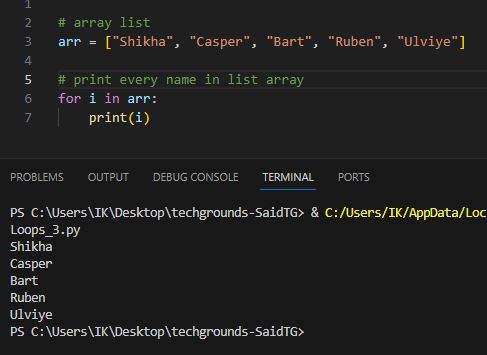 1
2 # array list
3 arr = ["Shikha", "Casper", "Bart", "Ruben", "Ulviye"]
4
5 # print every name in list array
6 for i in arr:
7     print(i)
PROBLEMS OUTPUT DEBUG CONSOLE TERMINAL PORTS
PS C:\Users\IK\Desktop\techgrounds-SaidTG> & C:/Users/IK/AppData/Loc
Loops_3.py
Shikha
Casper
Bart
Ruben
Ulviye
PS C:\Users\IK\Desktop\techgrounds-SaidTG>